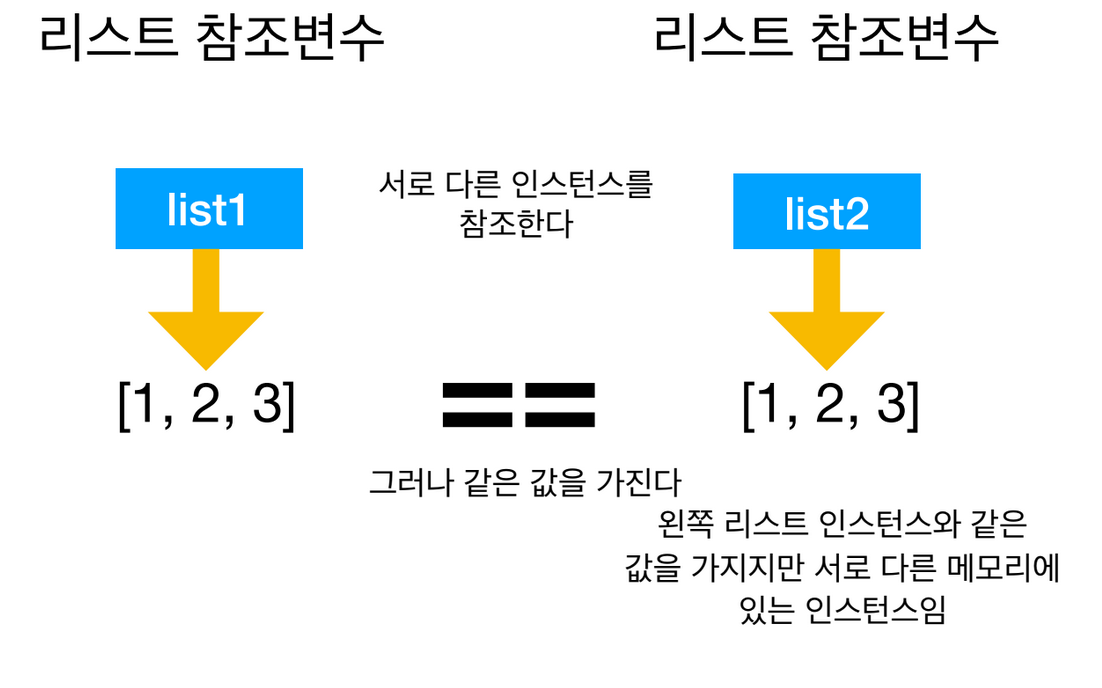 리스트 참조변수
리스트 참조변수
list1
서로 다른 인스턴스를
참조한다
list2
[1, 2, 3]
==
[1, 2, 3]
그러나 같은 값을 가진다
왼쪽 리스트 인스턴스와 같은
값을 가지지만 서로 다른 메모리에
있는 인스턴스임